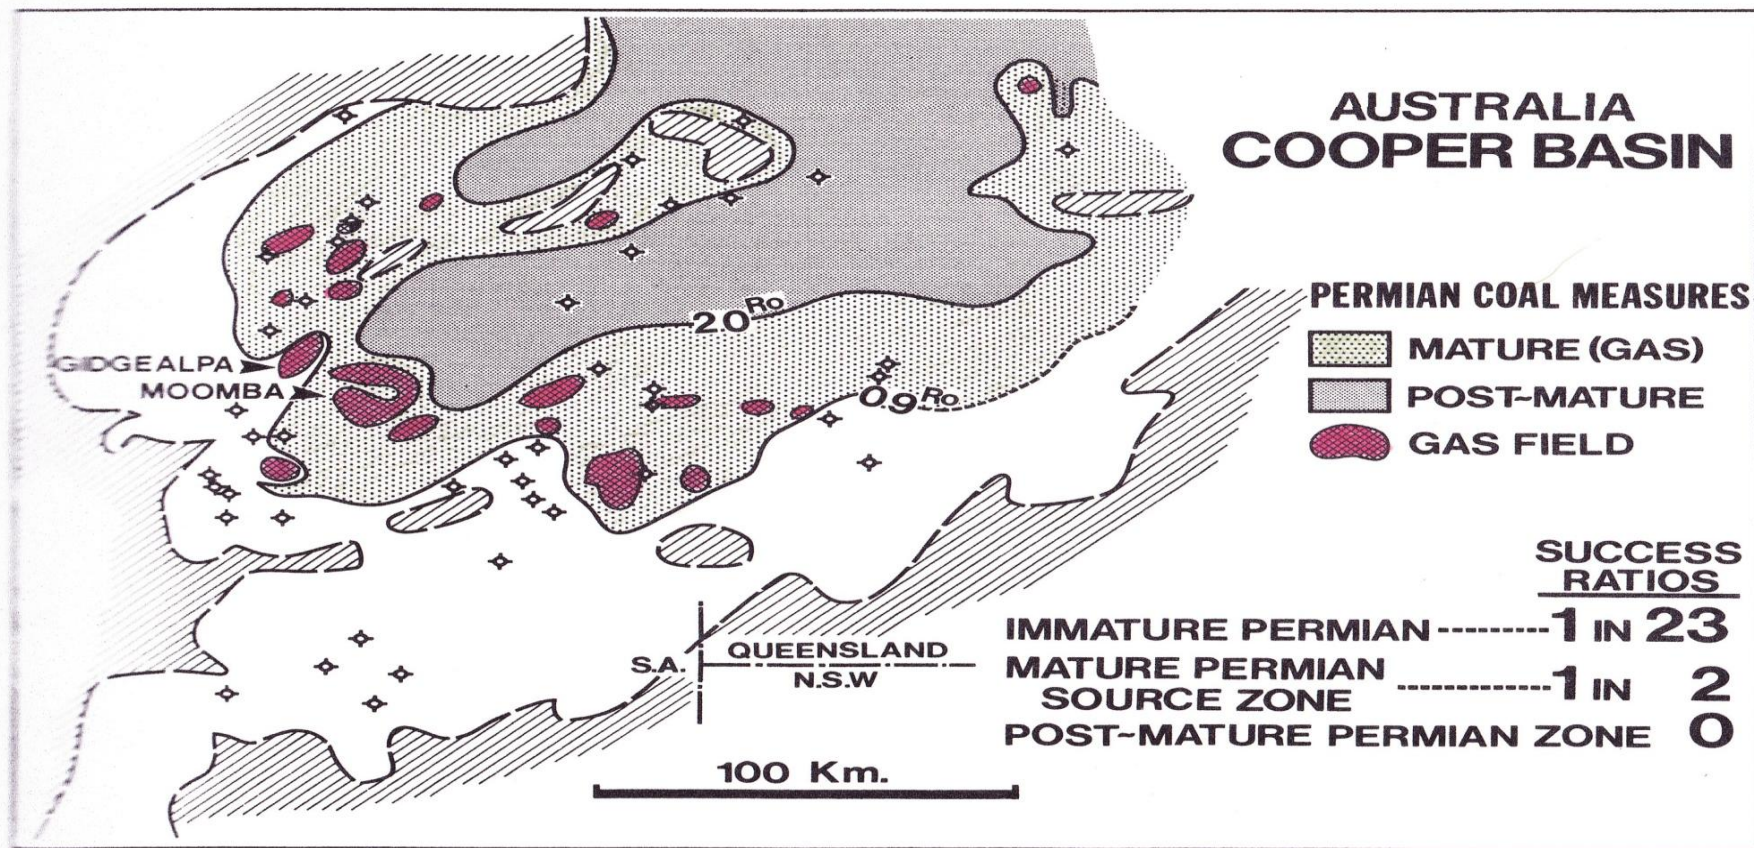 AUSTRALIA
COOPER BASIN
PERMIAN COAL MEASURES
MATURE (GAS)
POST~MATURE
GAS FIELD
2.0 Ro
0.9 Ro
GIDGEALPA
MOOMBA
S.A.
QUEENSLAND
N.S.W
100 Km.
SUCCESS
RATIOS
IMMATURE PERMIAN ---------1 IN 23
MATURE PERMIAN
SOURCE ZONE -----------1 IN 2
POST~MATURE PERMIAN ZONE 0